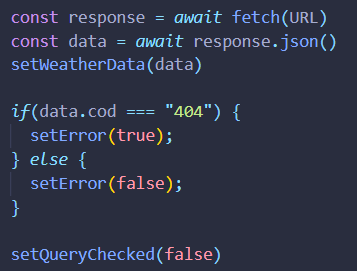 const response = await fetch(URL)
const data = await response.json()
setWeatherData(data)

if(data.cod === "404") {
  setError(true);
} else {
  setError(false);
}

setQueryChecked(false)